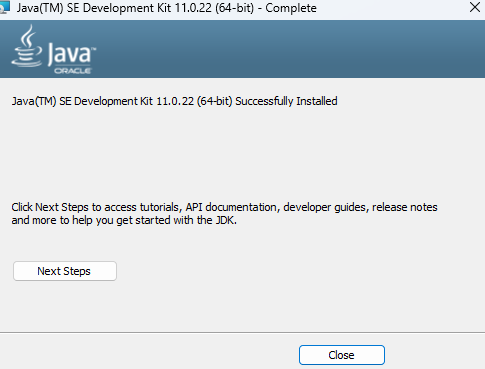 Java(TM) SE Development Kit 11.0.22 (64-bit) - Complete
Java™
ORACLE
Java(TM) SE Development Kit 11.0.22 (64-bit) Successfully Installed
Click Next Steps to access tutorials, API documentation, developer guides, release notes
and more to help you get started with the JDK.
Next Steps
Close